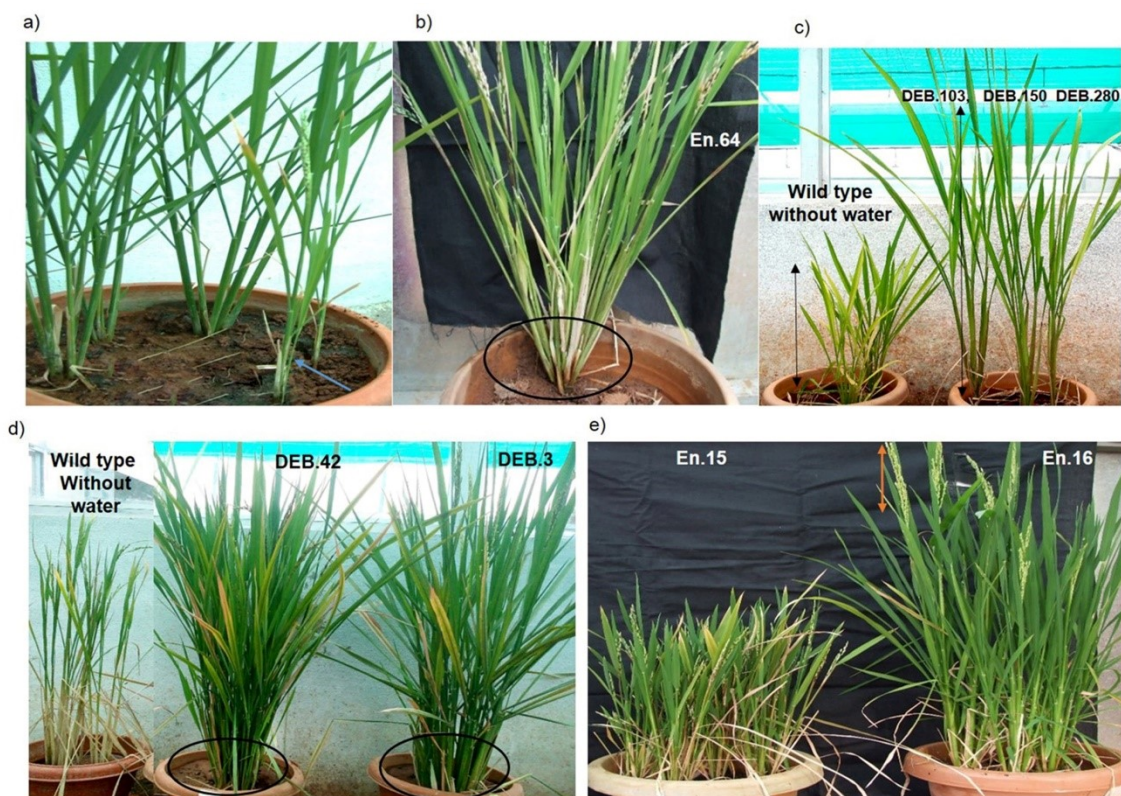 a)
b)
En.64
c)
DEB.103, DEB.150 DEB.280
Wild type
without water
d)
Wild type
Without
water
DEB.42
DEB.3
e)
En.15
En.16